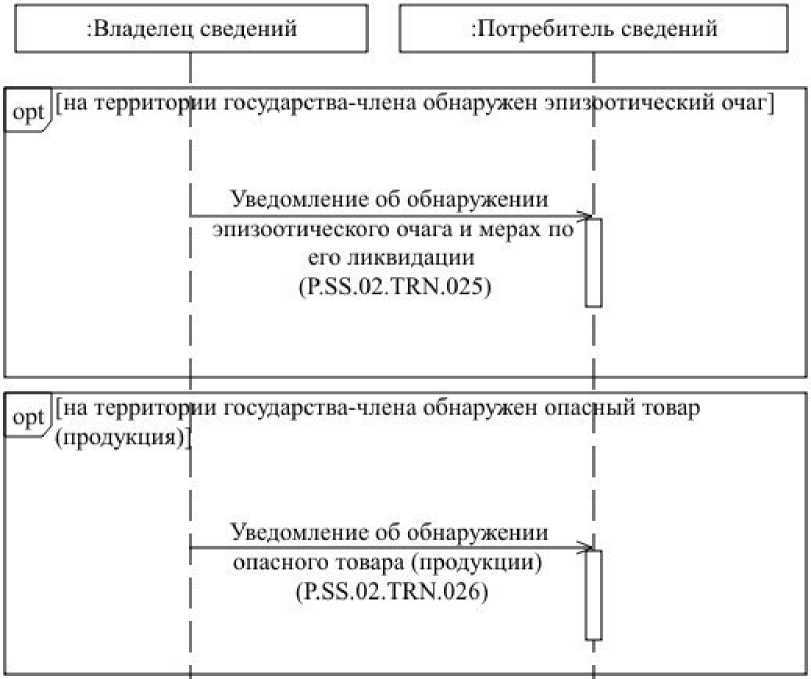 :Владелец сведений
:Потребитель сведений
opt
[на территории государства-члена обнаружен эпизоотический очаг]
Уведомление об обнаружении
эпизоотического очага и мерах по
его ликвидации
(P.SS.02.TRN.025)
opt
[на территории государства-члена обнаружен опасный товар
(продукция)]
Уведомление об обнаружении
опасного товара (продукции)
(P.SS.02.TRN.026)